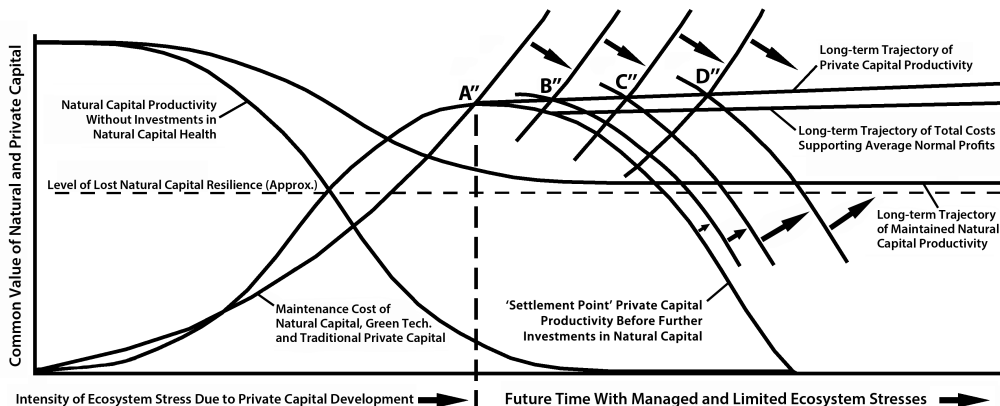 Common Value of Natural and Private Capital
Natural Capital Productivity
Without Investments in
Natural Capital Health
Level of Lost Natural Capital Resilience (Approx.)
Maintenance Cost of
Natural Capital, Green Tech.
and Traditional Private Capital
A”
B”
C”
D”
Long-term Trajectory of
Private Capital Productivity
Long-term Trajectory of Total Costs
Supporting Average Normal Profits
Long-term Trajectory
of Maintained Natural
Capital Productivity
‘Settlement Point’ Private Capital
Productivity Before Further
Investments in Natural Capital
Intensity of Ecosystem Stress Due to Private Capital Development
Future Time With Managed and Limited Ecosystem Stresses